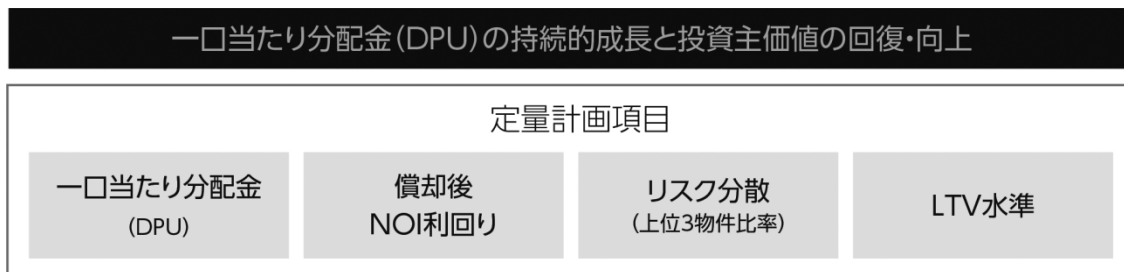 一口当たり分配金(DPU)の持続的成長と投資主価値の回復・向上
定量計画項目
一口当たり分配金
(DPU)
償却後
NOI利回り
リスク分散
(上位3物件比率)
LTV水準